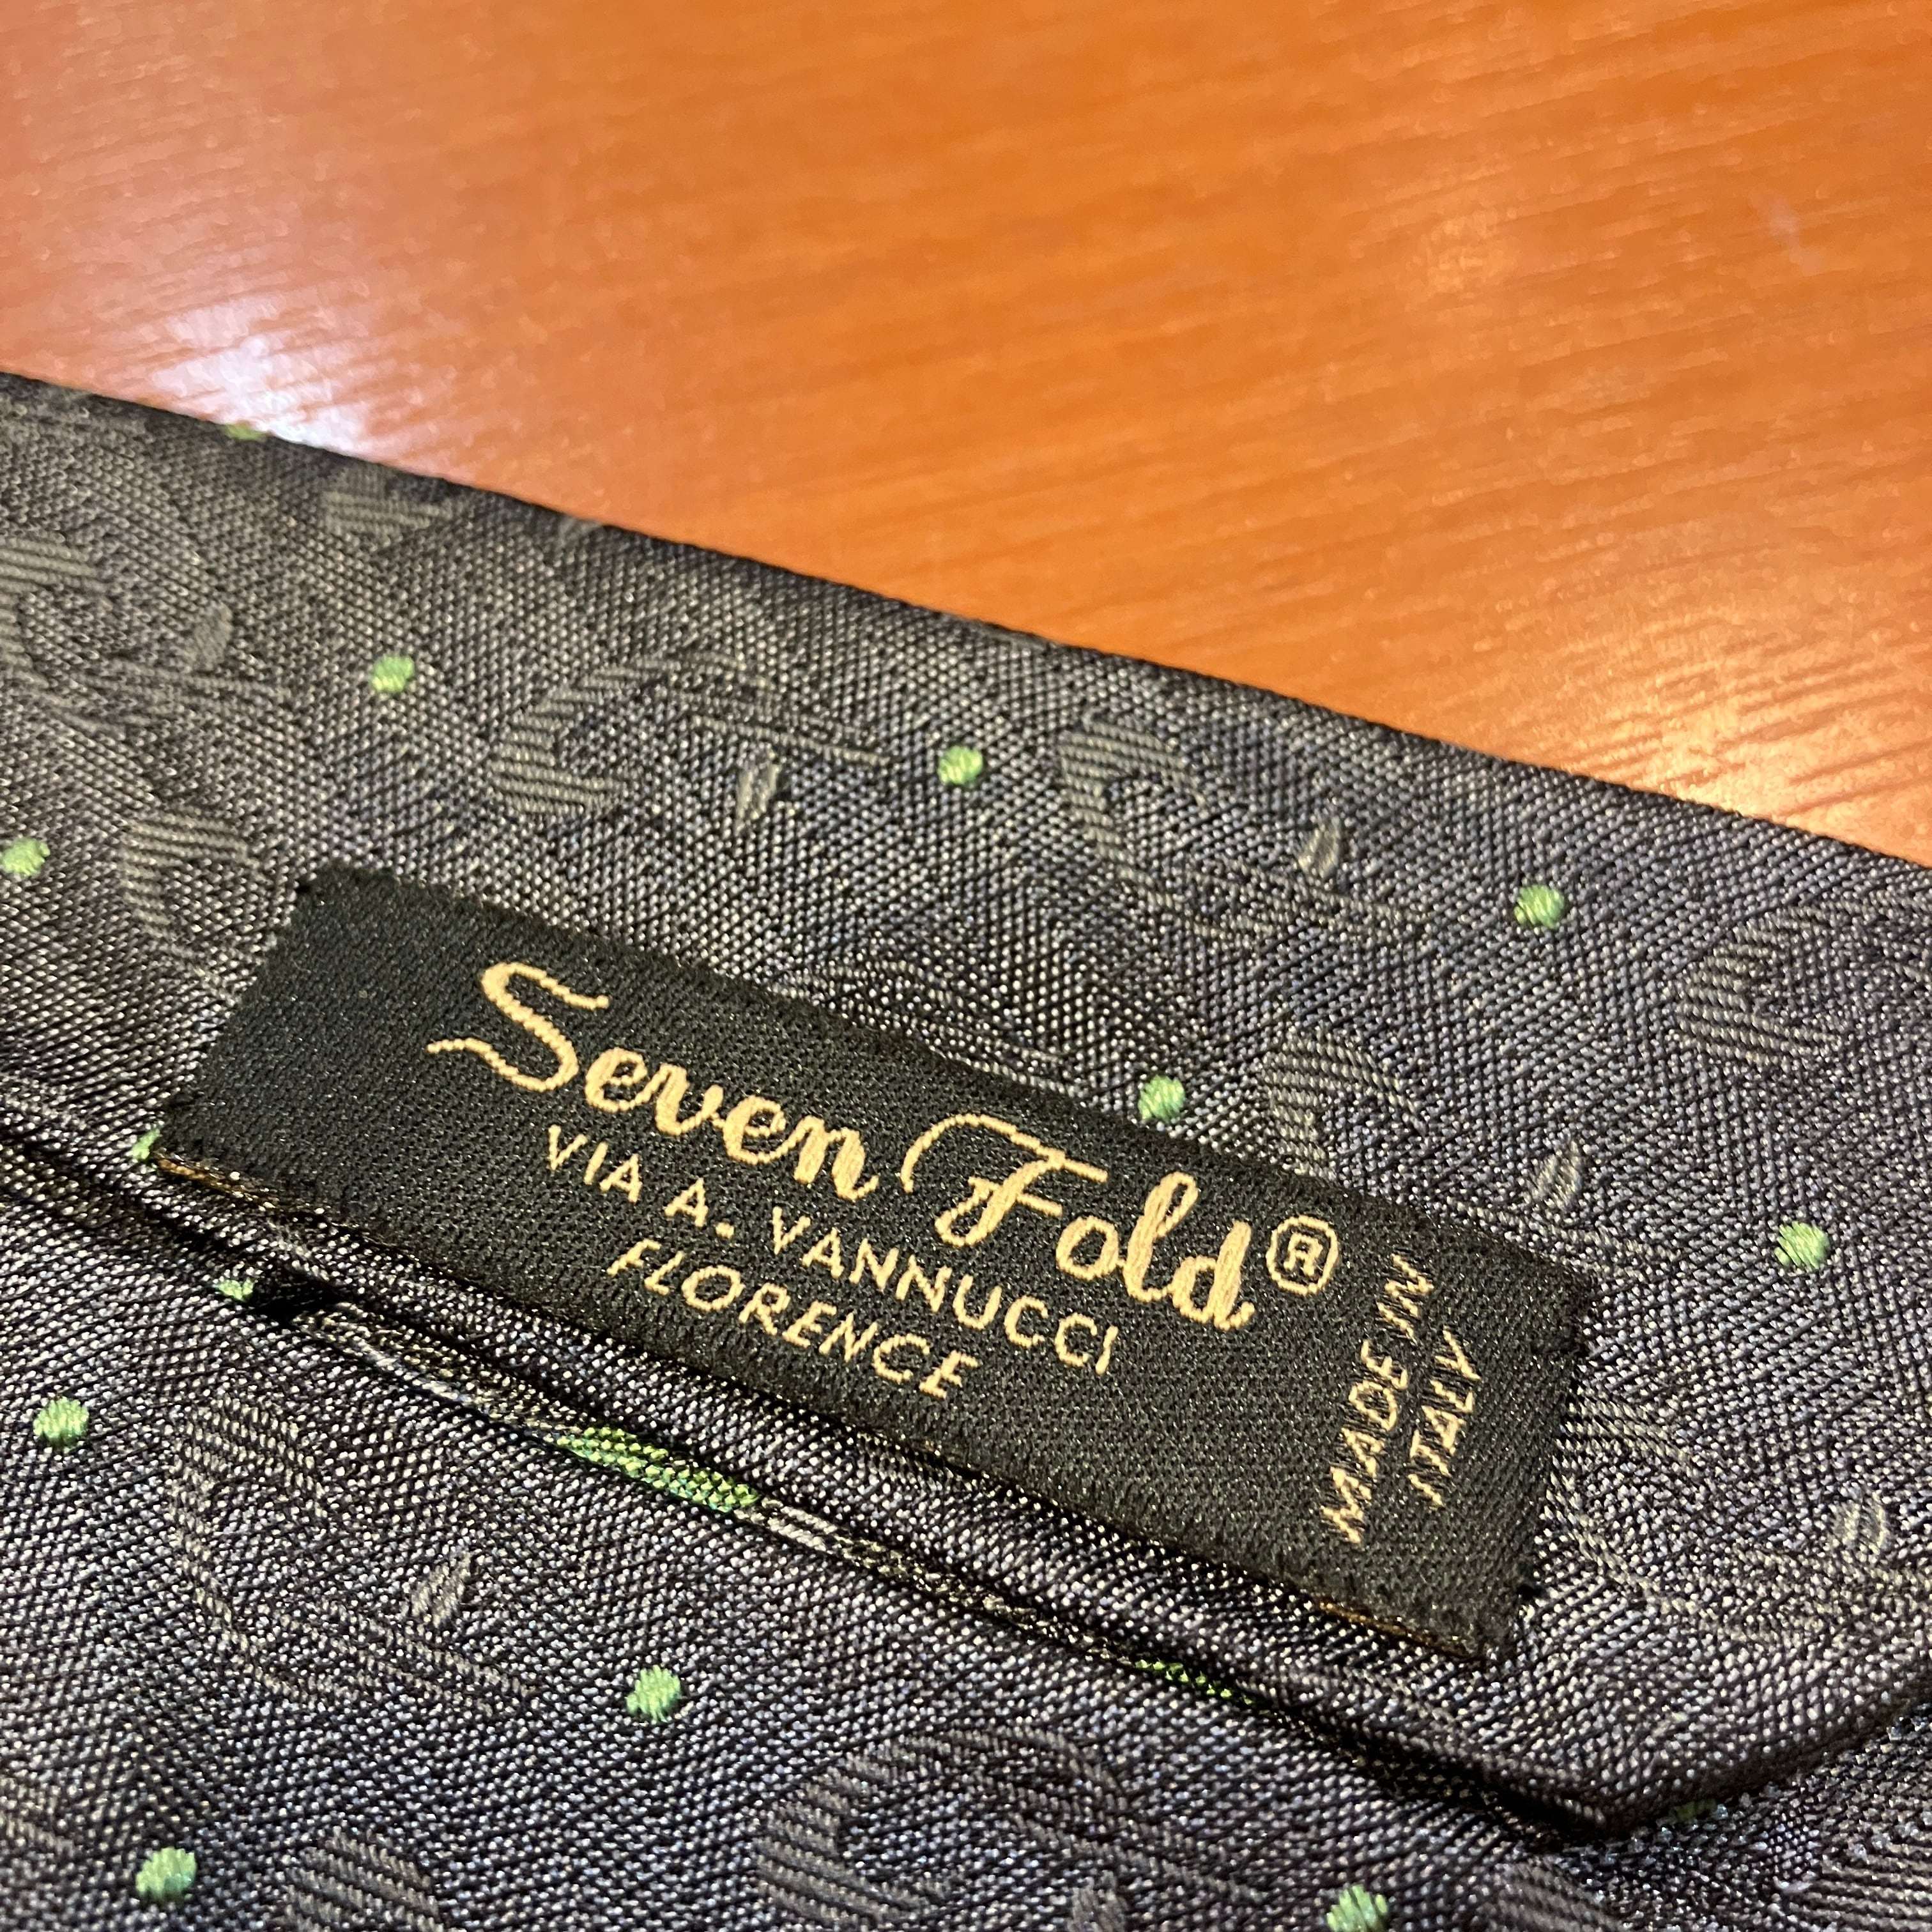 Seven Fold®
VIA A. VANNUCCI
FLORENCE
MADE IN
ITALY